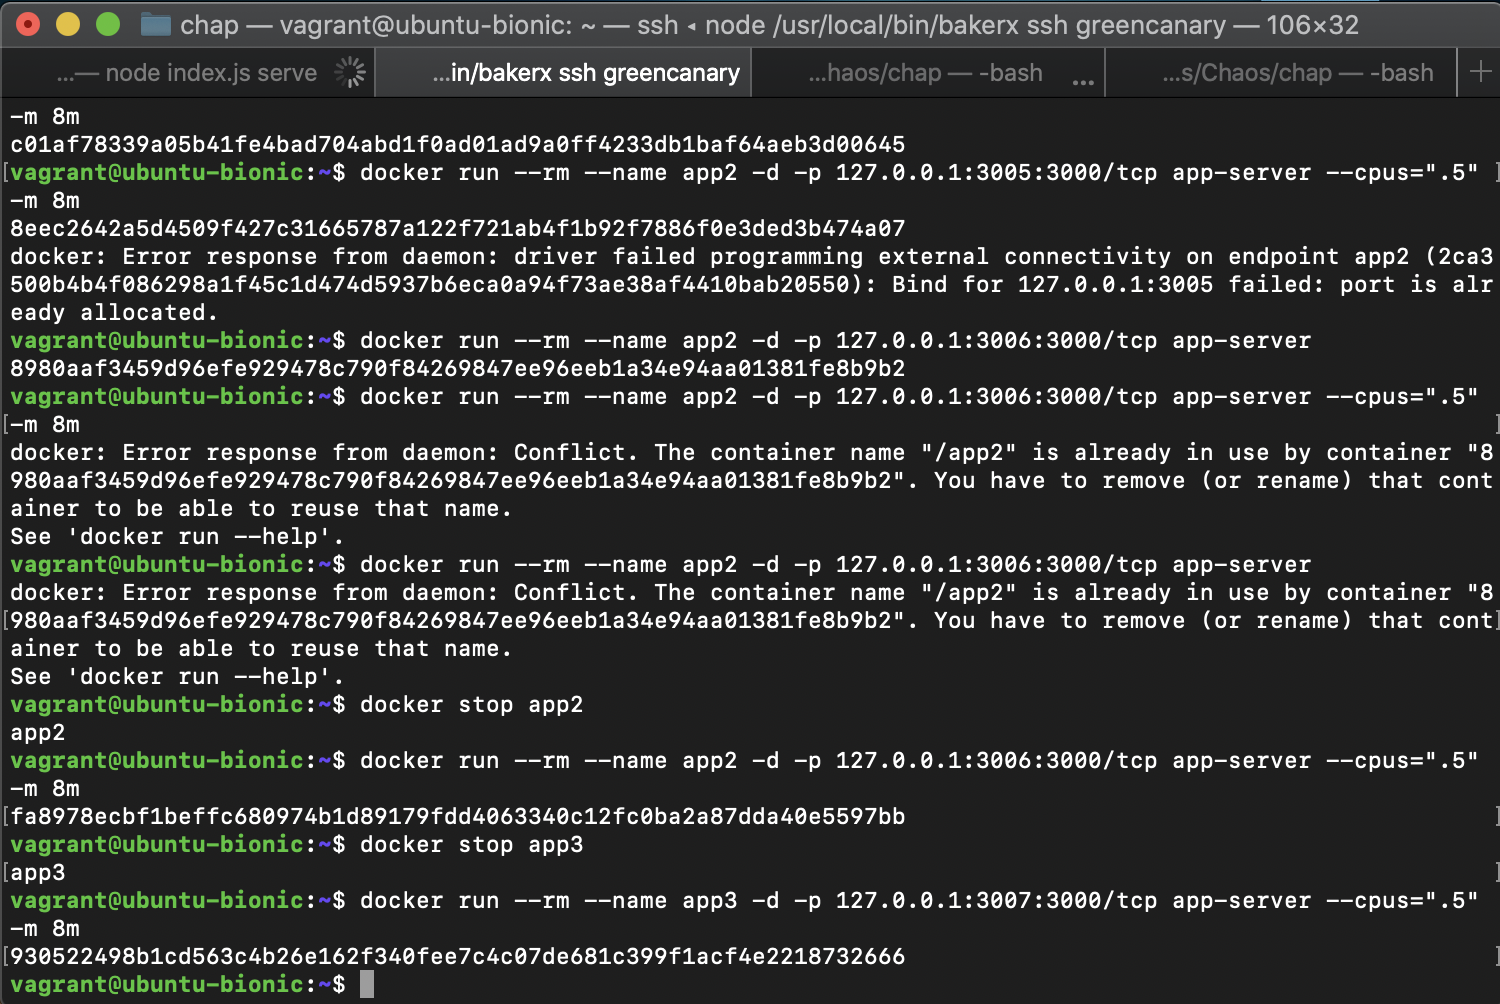 chap — vagrant@ubuntu-bionic: ~ — ssh ◂ node /usr/local/bin/bakerx ssh greencanary — 106×32
...— node index.js serve
...in/bakerx ssh greencanary
...haos/chap — -bash ...
...s/Chaos/chap — -bash
-m 8m
c01af78339a05b41fe4bad704abd1f0ad01ad9a0ff4233db1baf64aeb3d00645
[vagrant@ubuntu-bionic:~$ docker run --rm --name app2 -d -p 127.0.0.1:3005:3000/tcp app-server --cpus=".5" ]
-m 8m
8eec2642a5d4509f427c31665787a122f721ab4f1b92f7886f0e3ded3b474a07
docker: Error response from daemon: driver failed programming external connectivity on endpoint app2 (2ca3
500b4b4f086298a1f45c1d474d5937b6eca0a94f73ae38af4410bab20550): Bind for 127.0.0.1:3005 failed: port is alr
eady allocated.
vagrant@ubuntu-bionic:~$ docker run --rm --name app2 -d -p 127.0.0.1:3006:3000/tcp app-server
8980aaf3459d96efe929478c790f84269847ee96eeb1a34e94aa01381fe8b9b2
vagrant@ubuntu-bionic:~$ docker run --rm --name app2 -d -p 127.0.0.1:3006:3000/tcp app-server --cpus=".5"
[-m 8m ]
docker: Error response from daemon: Conflict. The container name "/app2" is already in use by container "8
980aaf3459d96efe929478c790f84269847ee96eeb1a34e94aa01381fe8b9b2". You have to remove (or rename) that cont
ainer to be able to reuse that name.
See 'docker run --help'.
vagrant@ubuntu-bionic:~$ docker run --rm --name app2 -d -p 127.0.0.1:3006:3000/tcp app-server
docker: Error response from daemon: Conflict. The container name "/app2" is already in use by container "8
[980aaf3459d96efe929478c790f84269847ee96eeb1a34e94aa01381fe8b9b2". You have to remove (or rename) that cont]
ainer to be able to reuse that name.
See 'docker run --help'.
vagrant@ubuntu-bionic:~$ docker stop app2
app2
vagrant@ubuntu-bionic:~$ docker run --rm --name app2 -d -p 127.0.0.1:3006:3000/tcp app-server --cpus=".5"
-m 8m
[fa8978ecbf1beffc680974b1d89179fdd4063340c12fc0ba2a87dda40e5597bb ]
vagrant@ubuntu-bionic:~$ docker stop app3
[app3 ]
vagrant@ubuntu-bionic:~$ docker run --rm --name app3 -d -p 127.0.0.1:3007:3000/tcp app-server --cpus=".5"
-m 8m
[930522498b1cd563c4b26e162f340fee7c4c07de681c399f1acf4e2218732666 ]
vagrant@ubuntu-bionic:~$